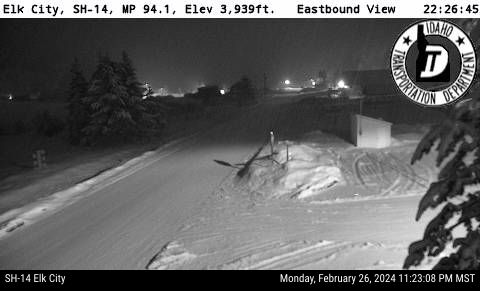 Elk City, SH-14, MP 94.1, Elev 3,939ft. Eastbound View 22:26:45
IDAHO
TRANSPORTATION DEPARTMENT
SH-14 Elk City Monday, February 26, 2024 11:23:08 PM MST